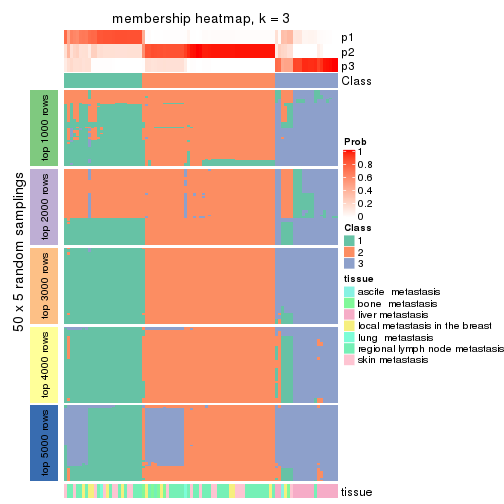 membership heatmap, k = 3
p1
p2
p3
Class
50 x 5 random samplings
top 1000 rows
top 2000 rows
top 3000 rows
top 4000 rows
top 5000 rows
Prob
1
0.8
0.6
0.4
0.2
0
Class
1
2
3
tissue
ascite metastasis
bone metastasis
liver metastasis
local metastasis in the breast
lung metastasis
regional lymph node metastasis
skin metastasis
tissue